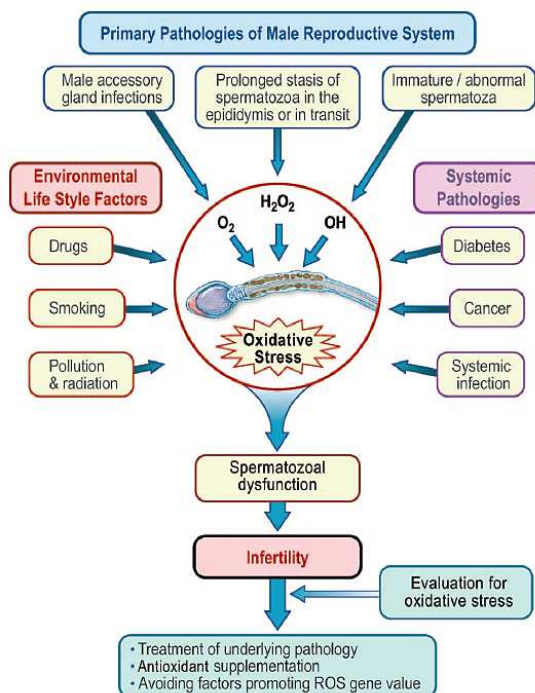 Primary Pathologies of Male Reproductive System
Male accessory
gland infections
Prolonged stasis of
spermatozoa in the
epididymis or in transit
Immature / abnormal
spermatoza
Environmental
Life Style Factors
Systemic
Pathologies
H₂O₂
O₂
OH
Drugs
Diabetes
Smoking
Cancer
Oxidative
Stress
Pollution
& radiation
Systemic
infection
Spermatozoal
dysfunction
Infertility
Evaluation for
oxidative stress
• Treatment of underlying pathology
• Antioxidant supplementation
• Avoiding factors promoting ROS gene value